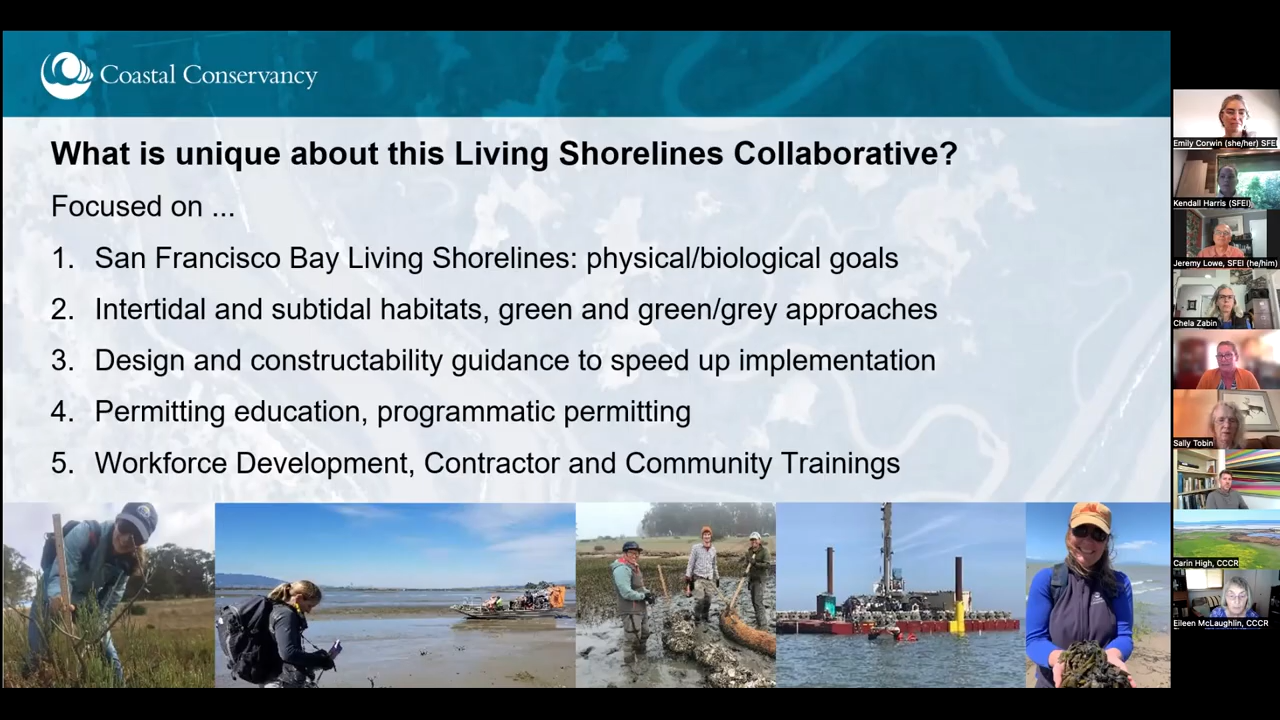 Coastal Conservancy
What is unique about this Living Shorelines Collaborative?
Focused on ...
1. San Francisco Bay Living Shorelines: physical/biological goals
2. Intertidal and subtidal habitats, green and green/grey approaches
3. Design and constructability guidance to speed up implementation
4. Permitting education, programmatic permitting
5. Workforce Development, Contractor and Community Trainings
Emily Corwin (she/her) SFE
Kendall Harris (SFEI)
Jeremy Lowe, SFEI (he/him)
Chela Zabin
Sally Tobin
Carin High, CCCR
Eileen McLaughlin, CCCR